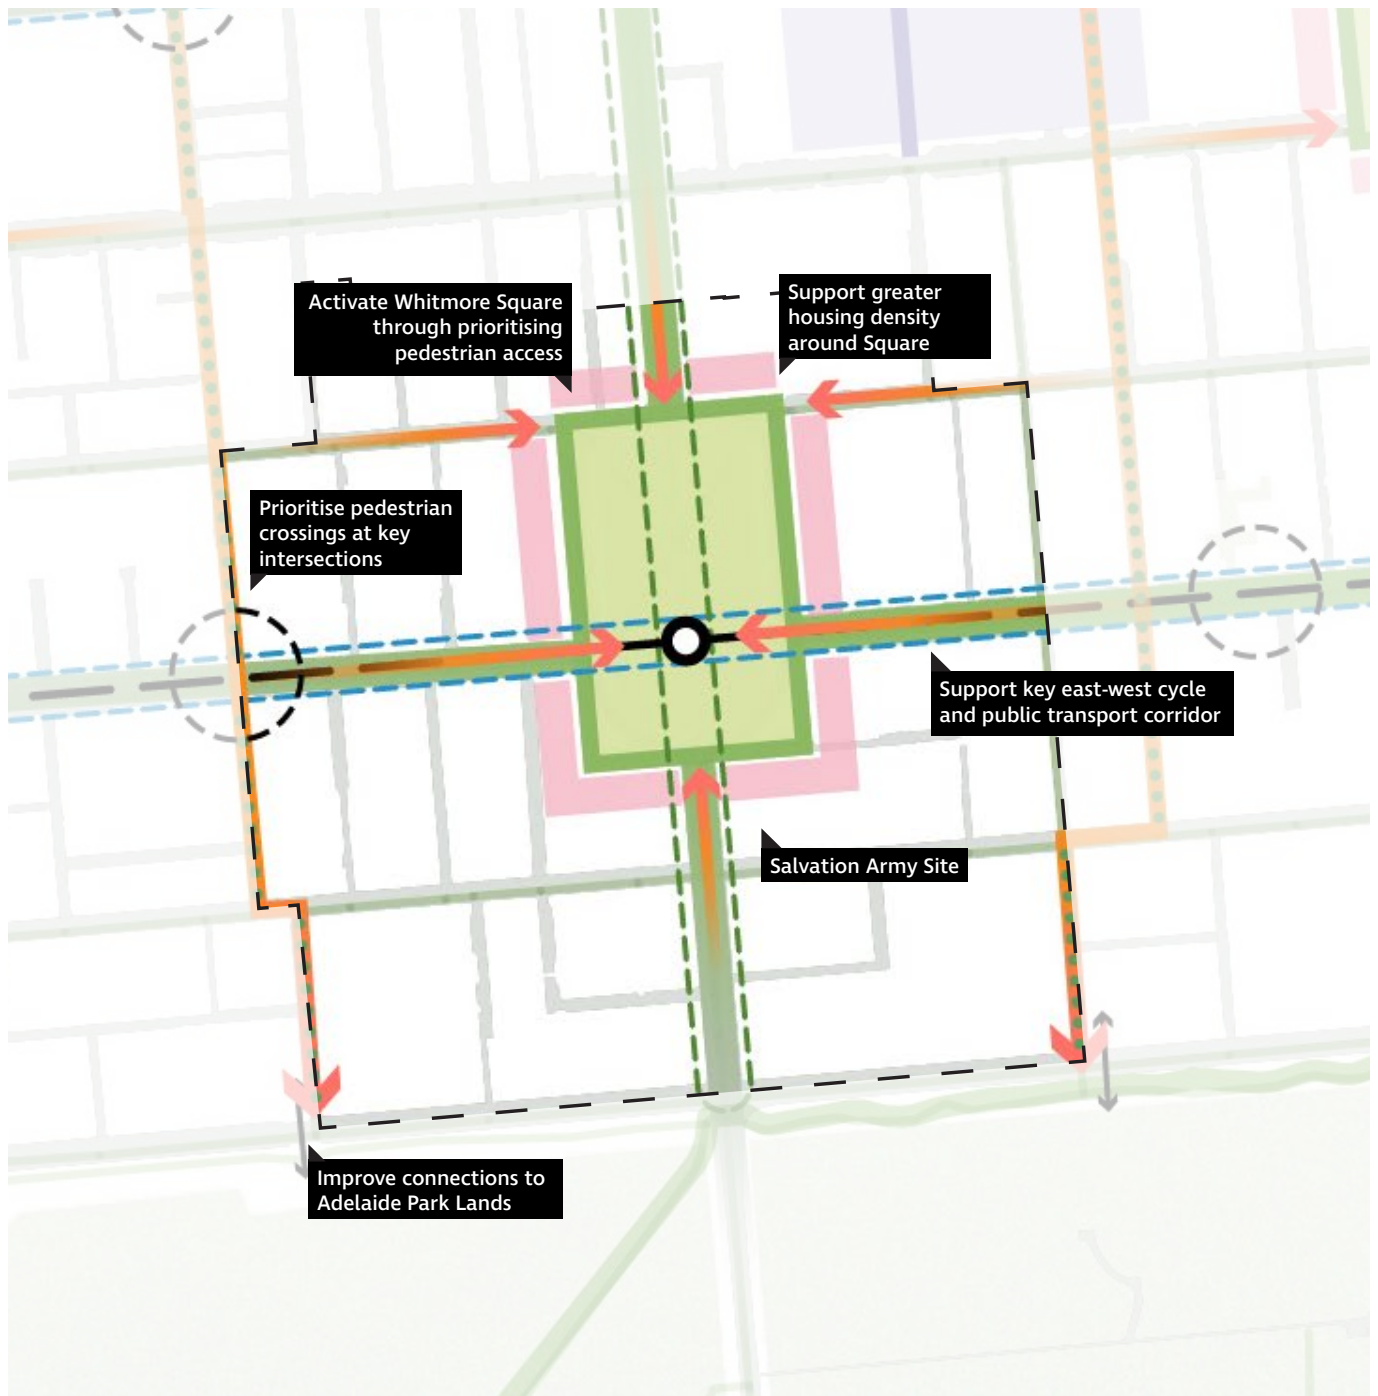 Activate Whitmore Square
through prioritising
pedestrian access
Support greater
housing density
around Square
Prioritise pedestrian
crossings at key
intersections
Support key east-west cycle
and public transport corridor
Salvation Army Site
Improve connections to
Adelaide Park Lands